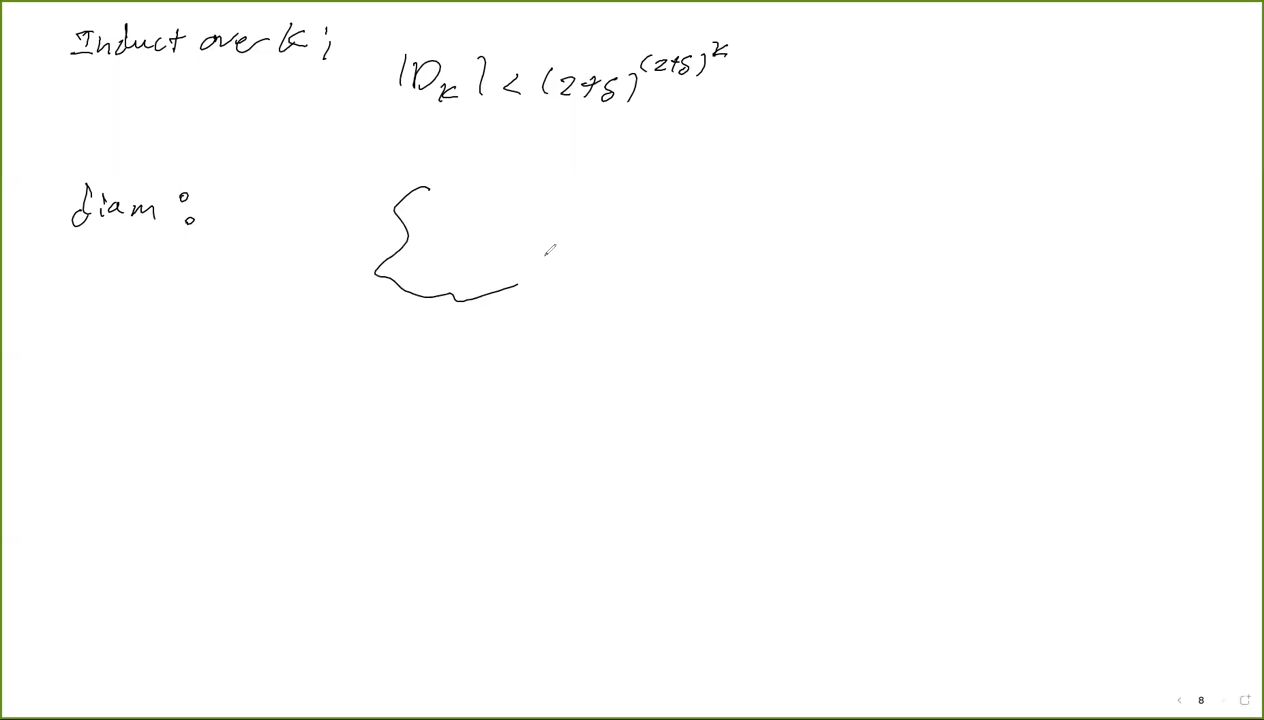 Induct over K;
|D_K| < (2+δ)^(2+δ)^K
diam :
8